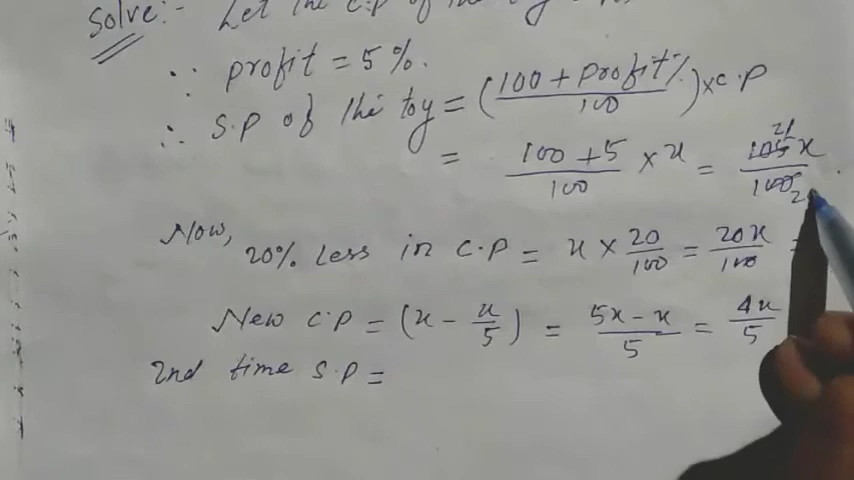 Solve:- Let the C.P of the toy
∵ profit = 5%.
∴ S.P of the toy = (100 + Profit% / 100) × C.P
= 100 + 5 / 100 × x = 105x / 100 21 20
Now, 20% Less in C.P = x × 20/100 = 20x/100 =
New C.P = (x - x/5) = 5x - x / 5 = 4x/5
2nd time S.P =